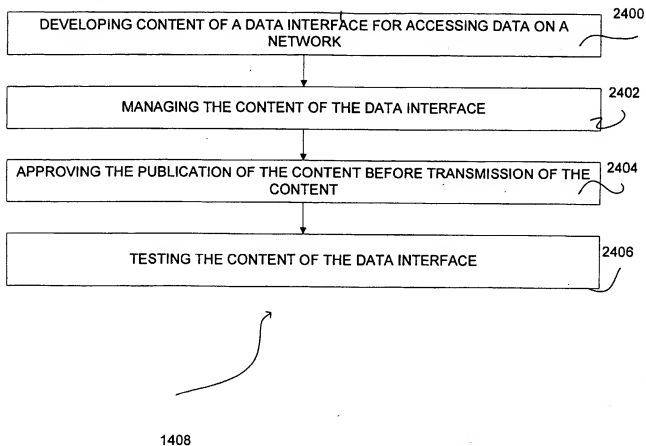 DEVELOPING CONTENT OF A DATA INTERFACE FOR ACCESSING DATA ON A
NETWORK
2400
MANAGING THE CONTENT OF THE DATA INTERFACE
2402
APPROVING THE PUBLICATION OF THE CONTENT BEFORE TRANSMISSION OF THE
CONTENT
2404
TESTING THE CONTENT OF THE DATA INTERFACE
2406
1408